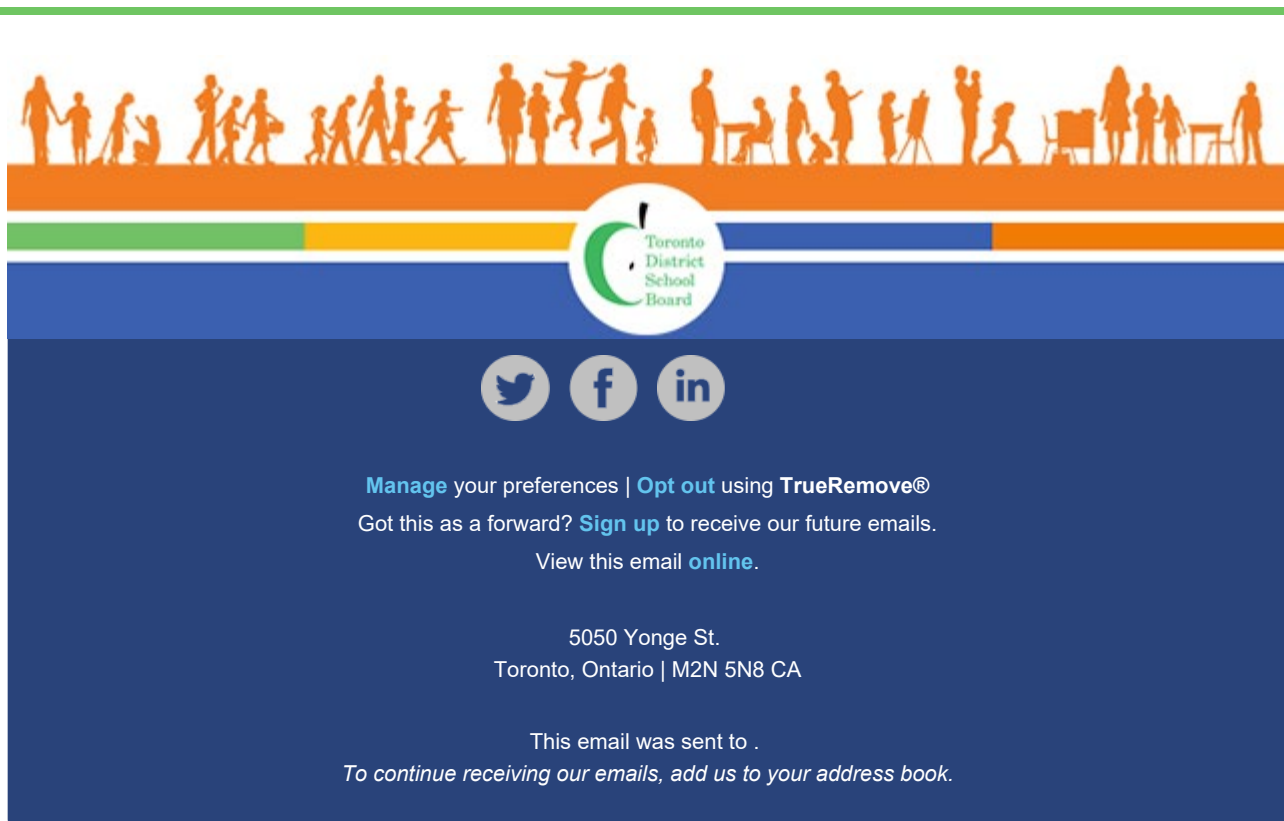 Toronto
District
School
Board
Manage your preferences | Opt out using TrueRemove®
Got this as a forward? Sign up to receive our future emails.
View this email online.
5050 Yonge St.
Toronto, Ontario | M2N 5N8 CA
This email was sent to .
To continue receiving our emails, add us to your address book.